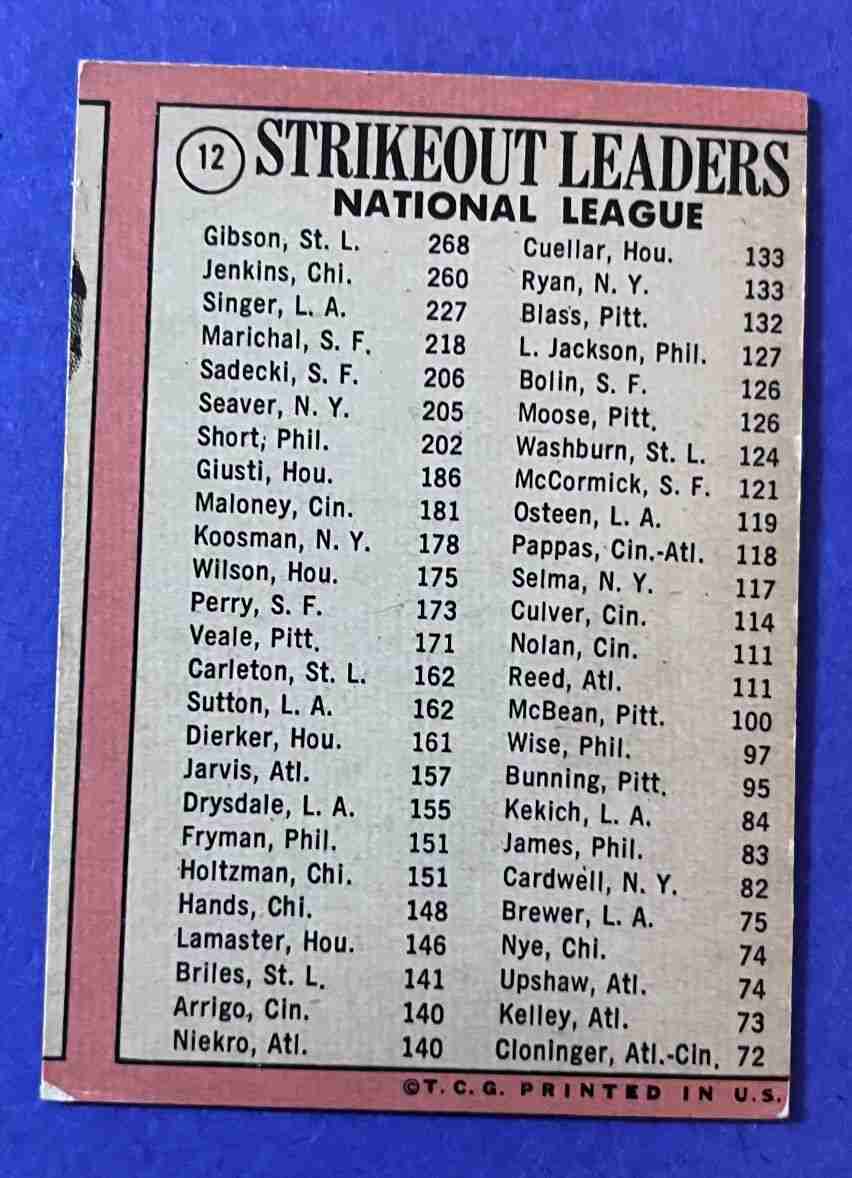 12 STRIKEOUT LEADERS
NATIONAL LEAGUE
Gibson, St. L. 268
Jenkins, Chi. 260
Singer, L. A. 227
Marichal, S. F. 218
Sadecki, S. F. 206
Seaver, N. Y. 205
Short, Phil. 202
Giusti, Hou. 186
Maloney, Cin. 181
Koosman, N. Y. 178
Wilson, Hou. 175
Perry, S. F. 173
Veale, Pitt. 171
Carleton, St. L. 162
Sutton, L. A. 162
Dierker, Hou. 161
Jarvis, Atl. 157
Drysdale, L. A. 155
Fryman, Phil. 151
Holtzman, Chi. 151
Hands, Chi. 148
Lamaster, Hou. 146
Briles, St. L. 141
Arrigo, Cin. 140
Niekro, Atl. 140
Cuellar, Hou. 133
Ryan, N. Y. 133
Blass, Pitt. 132
L. Jackson, Phil. 127
Bolin, S. F. 126
Moose, Pitt. 126
Washburn, St. L. 124
McCormick, S. F. 121
Osteen, L. A. 119
Pappas, Cin.-Atl. 118
Selma, N. Y. 117
Culver, Cin. 114
Nolan, Cin. 111
Reed, Atl. 111
McBean, Pitt. 100
Wise, Phil. 97
Bunning, Pitt. 95
Kekich, L. A. 84
James, Phil. 83
Cardwell, N. Y. 82
Brewer, L. A. 75
Nye, Chi. 74
Upshaw, Atl. 74
Kelley, Atl. 73
Cloninger, Atl.-Cin. 72
©T. C. G. PRINTED IN U.S.